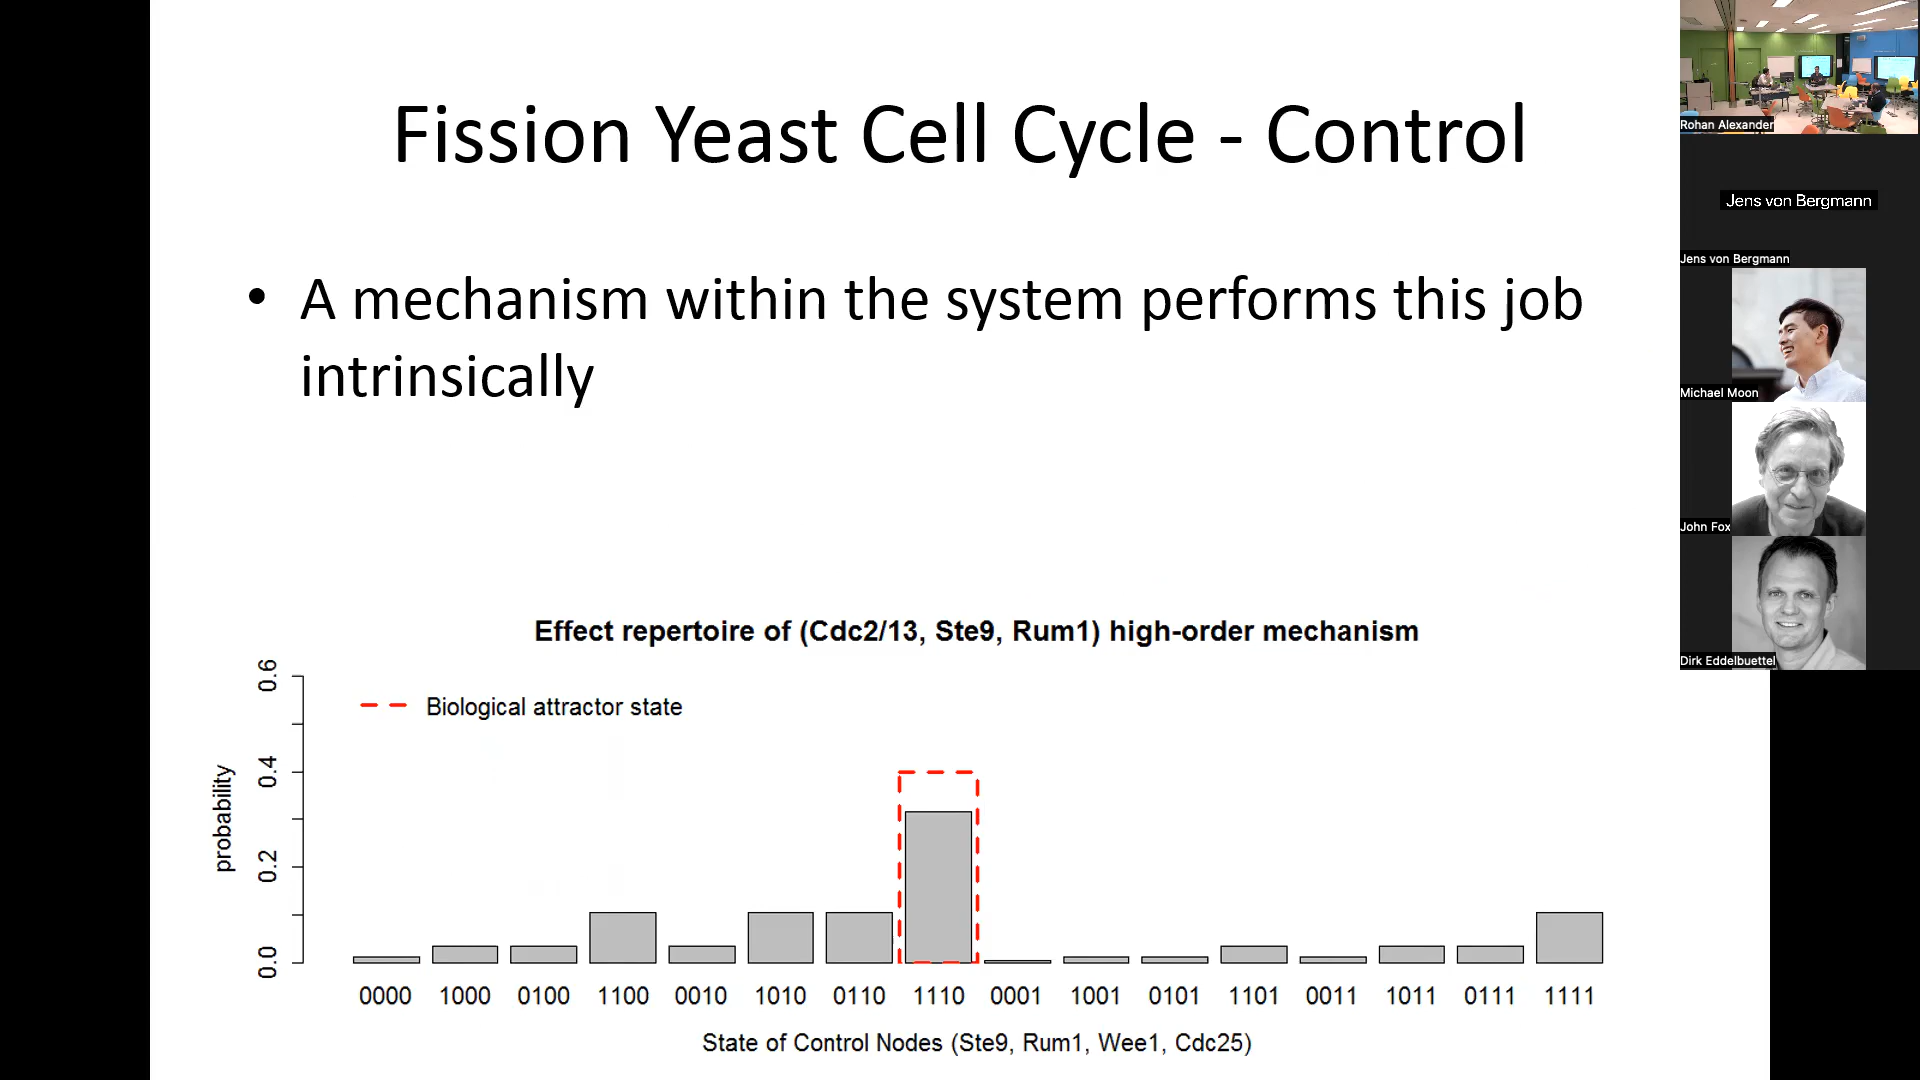 Fission Yeast Cell Cycle - Control
• A mechanism within the system performs this job
intrinsically
Effect repertoire of (Cdc2/13, Ste9, Rum1) high-order mechanism
Biological attractor state
probability
0.6
0.4
0.2
0.0
0000 1000 0100 1100 0010 1010 0110 1110 0001 1001 0101 1101 0011 1011 0111 1111
State of Control Nodes (Ste9, Rum1, Wee1, Cdc25)
Rohan Alexander
Jens von Bergmann
Jens von Bergmann
Michael Moon
John Fox
Dirk Eddelbuettel